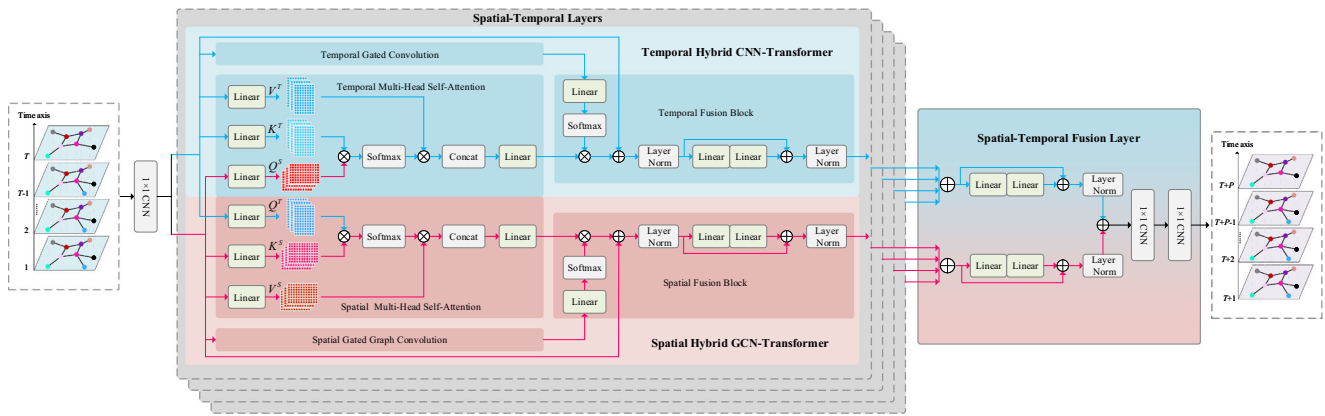 Spatial-Temporal Layers
Temporal Hybrid CNN-Transformer
Temporal Gated Convolution
Temporal Multi-Head Self-Attention
Linear
V^T
Linear
K^T
Linear
Q^S
Softmax
Concat
Linear
Linear
Softmax
Temporal Fusion Block
Layer
Norm
Linear
Linear
Layer
Norm
Linear
Q^T
Linear
K^S
Linear
V^S
Softmax
Concat
Linear
Spatial Multi-Head Self-Attention
Spatial Gated Graph Convolution
Softmax
Linear
Layer
Norm
Linear
Linear
Layer
Norm
Spatial Fusion Block
Spatial Hybrid GCN-Transformer
Time axis
T
T-1
2
1
1×1 CNN
Spatial-Temporal Fusion Layer
Linear
Linear
Layer
Norm
Linear
Linear
Layer
Norm
1×1 CNN
1×1 CNN
Time axis
T+P
T+P-1
T+2
T+1